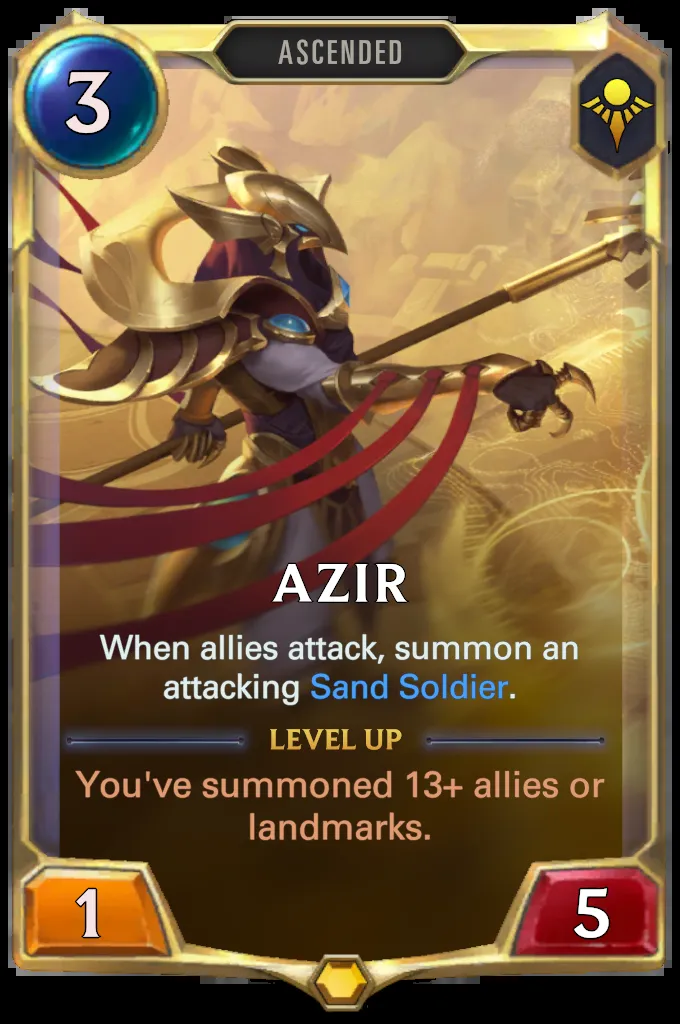 ASCENDED
3
AZIR
When allies attack, summon an
attacking Sand Soldier.
LEVEL UP
You've summoned 13+ allies or
landmarks.
1
5